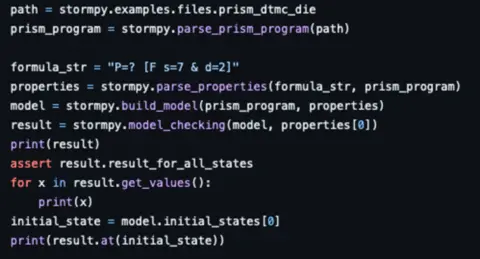 path = stormpy.examples.files.prism_dtmc_die
prism_program = stormpy.parse_prism_program(path)
formula_str = "P=? [F s=7 & d=2]"
properties = stormpy.parse_properties(formula_str, prism_program)
model = stormpy.build_model(prism_program, properties)
result = stormpy.model_checking(model, properties[0])
print(result)
assert result.result_for_all_states
for x in result.get_values():
    print(x)
initial_state = model.initial_states[0]
print(result.at(initial_state))